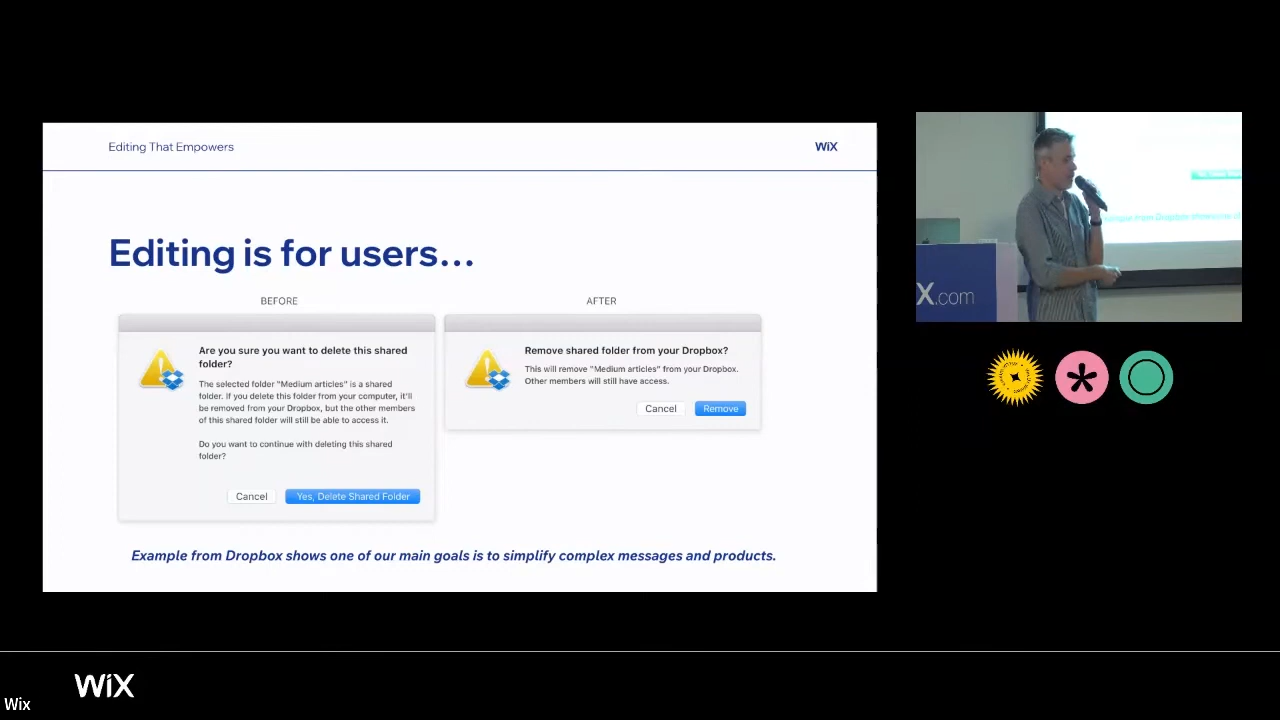 Editing That Empowers
WiX
Editing is for users...
BEFORE
AFTER
Are you sure you want to delete this shared
folder?
The selected folder "Medium articles" is a shared
folder. If you delete this folder from your computer, it'll
be removed from your Dropbox, but the other members
of this shared folder will still be able to access it.
Do you want to continue with deleting this shared
folder?
Cancel
Yes, Delete Shared Folder
Remove shared folder from your Dropbox?
This will remove "Medium articles" from your Dropbox.
Other members will still have access.
Cancel
Remove
Example from Dropbox shows one of our main goals is to simplify complex messages and products.
X.com
WiX
Wix